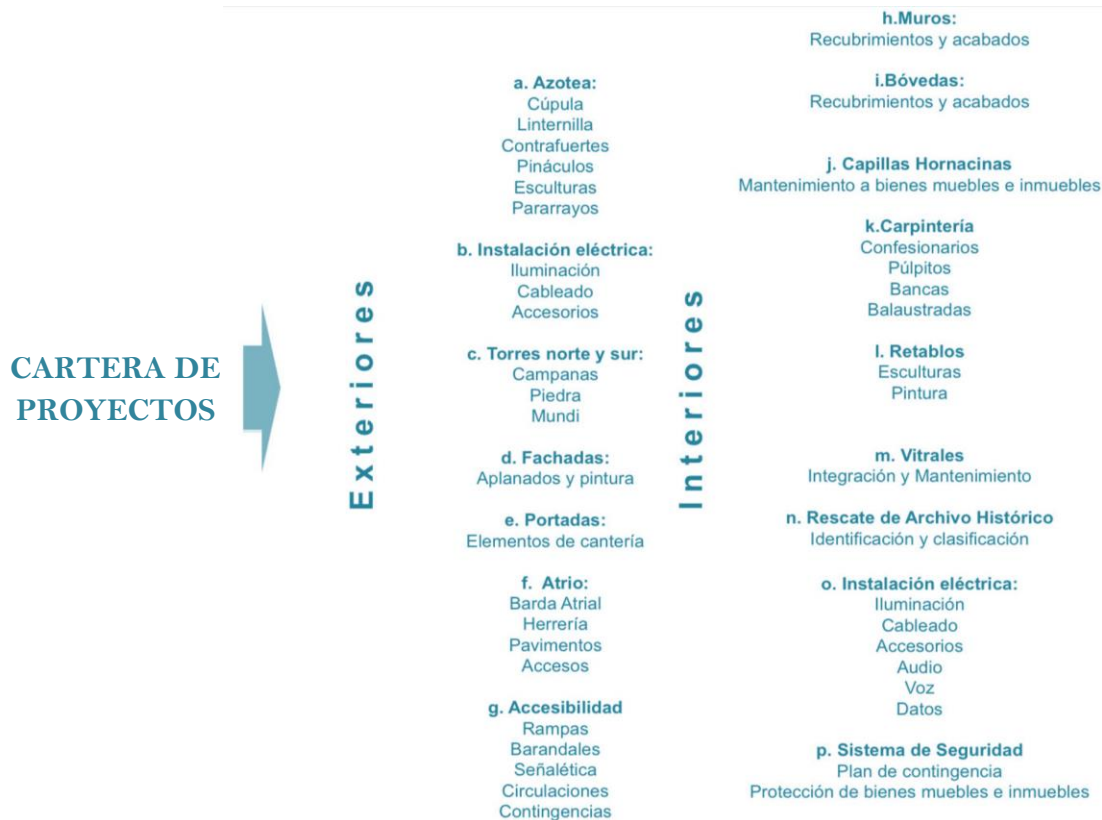 CARTERA DE
PROYECTOS
Exteriores
a. Azotea:
Cúpula
Linternilla
Contrafuertes
Pináculos
Esculturas
Pararrayos
b. Instalación eléctrica:
Iluminación
Cableado
Accesorios
c. Torres norte y sur:
Campanas
Piedra
Mundi
d. Fachadas:
Aplanados y pintura
e. Portadas:
Elementos de cantería
f. Atrio:
Barda Atrial
Herrería
Pavimentos
Accesos
g. Accesibilidad
Rampas
Barandales
Señalética
Circulaciones
Contingencias
Interiores
h.Muros:
Recubrimientos y acabados
i.Bóvedas:
Recubrimientos y acabados
j. Capillas Hornacinas
Mantenimiento a bienes muebles e inmuebles
k.Carpintería
Confesionarios
Púlpitos
Bancas
Balaustradas
l. Retablos
Esculturas
Pintura
m. Vitrales
Integración y Mantenimiento
n. Rescate de Archivo Histórico
Identificación y clasificación
o. Instalación eléctrica:
Iluminación
Cableado
Accesorios
Audio
Voz
Datos
p. Sistema de Seguridad
Plan de contingencia
Protección de bienes muebles e inmuebles